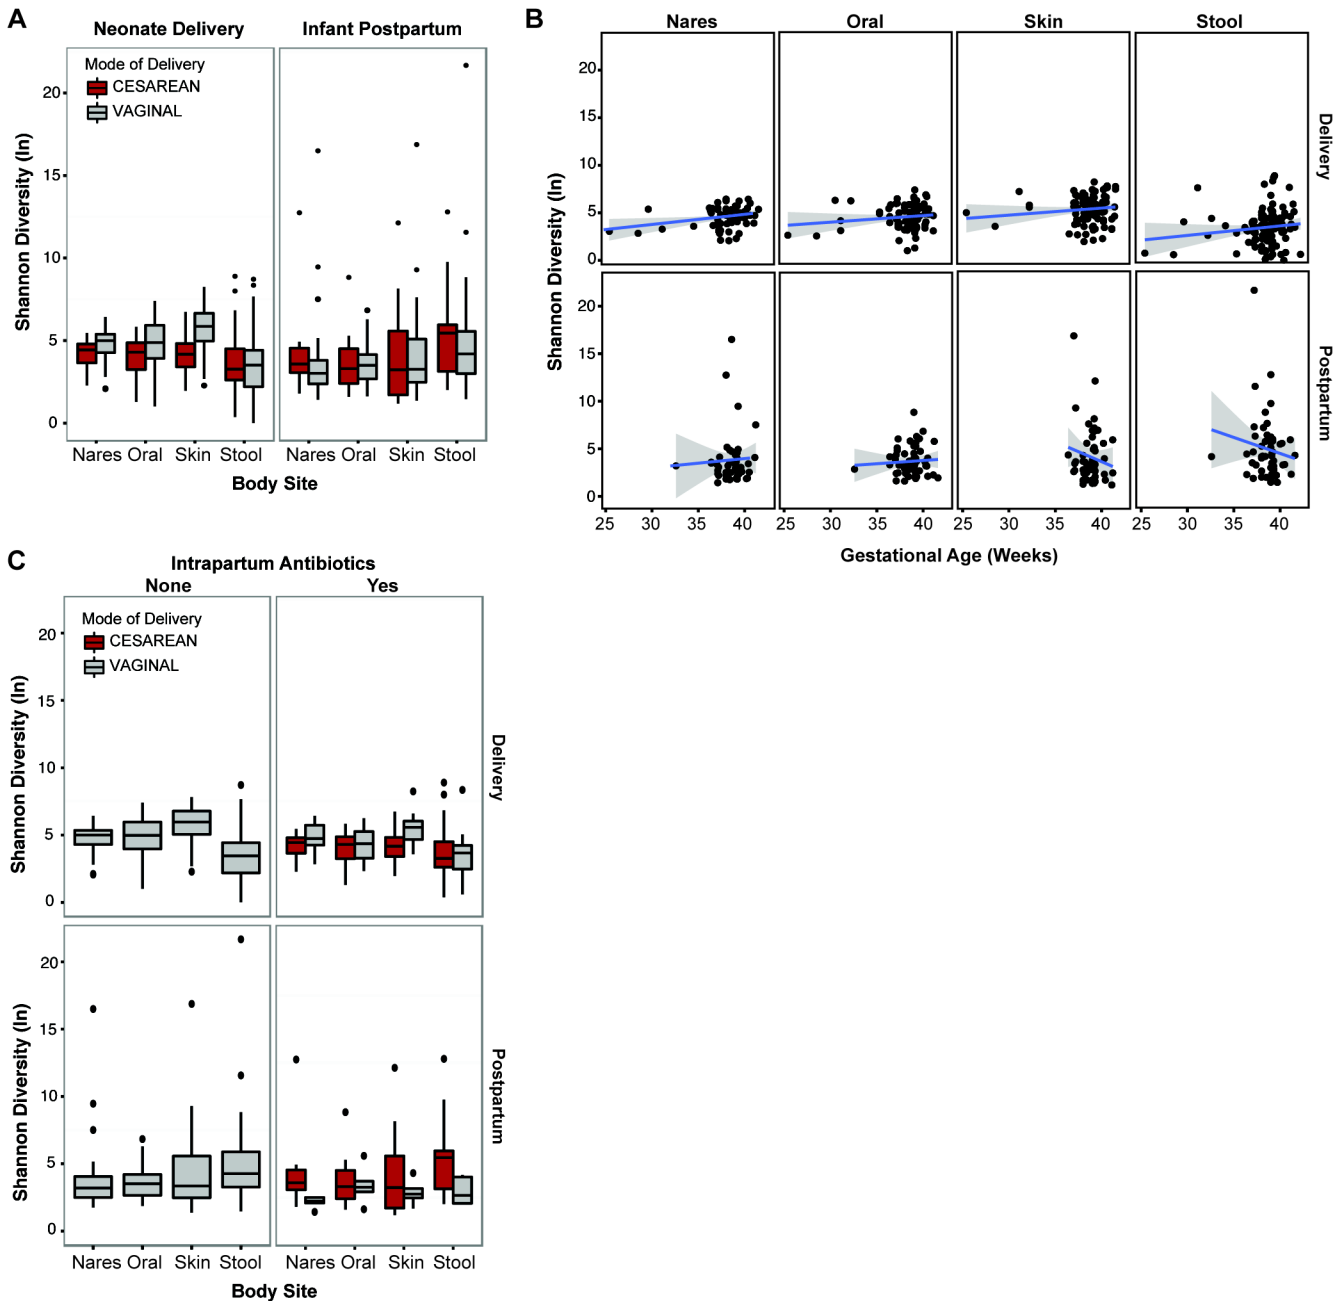 A
Neonate Delivery
Infant Postpartum
Mode of Delivery
CESAREAN
VAGINAL
Shannon Diversity (ln)
20
15
10
5
0
Nares Oral Skin Stool
Nares Oral Skin Stool
Body Site
B
Nares
Oral
Skin
Stool
Shannon Diversity (ln)
20
15
10
5
0
Delivery
20
15
10
5
0
Postpartum
25 30 35 40
25 30 35 40
25 30 35 40
25 30 35 40
Gestational Age (Weeks)
C
Intrapartum Antibiotics
None
Yes
Mode of Delivery
CESAREAN
VAGINAL
Shannon Diversity (ln)
20
15
10
5
0
Delivery
Shannon Diversity (ln)
20
15
10
5
0
Postpartum
Nares Oral Skin Stool
Nares Oral Skin Stool
Body Site